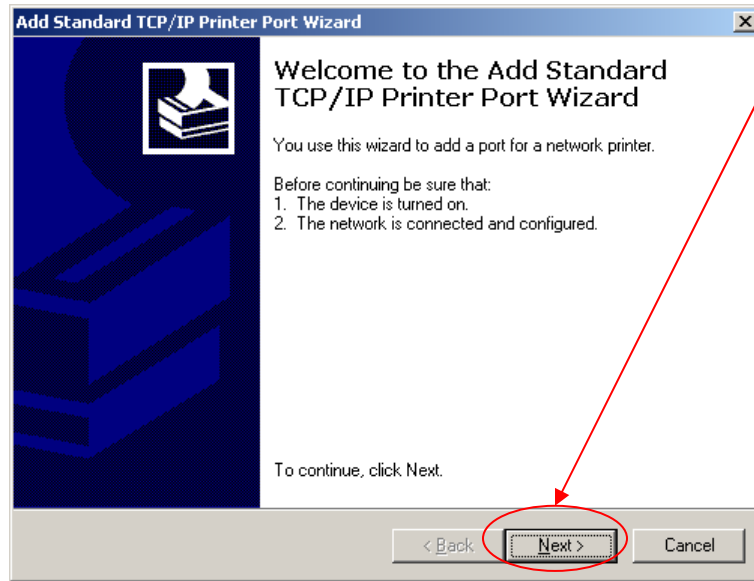 Add Standard TCP/IP Printer Port Wizard
Welcome to the Add Standard
TCP/IP Printer Port Wizard
You use this wizard to add a port for a network printer.
Before continuing be sure that:
1. The device is turned on.
2. The network is connected and configured.
To continue, click Next.
< Back
Next >
Cancel